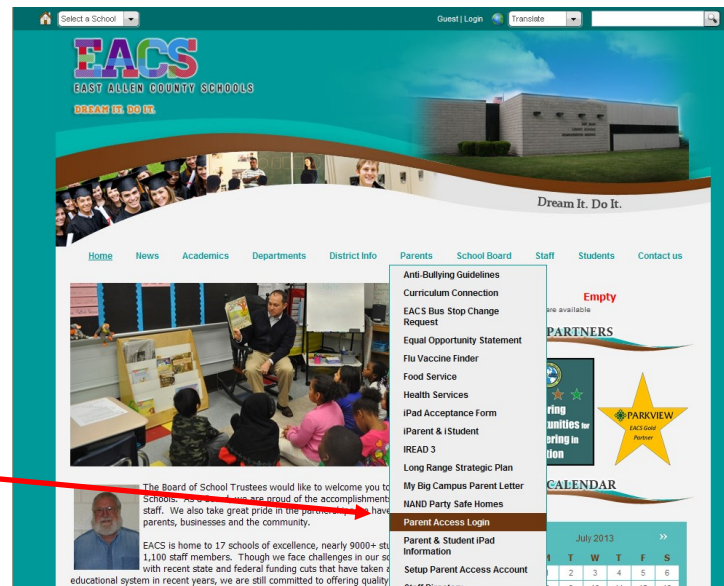 Select a School
Guest | Login
Translate
EACS
EAST ALLEN COUNTY SCHOOLS
DREAM IT. DO IT.
Dream It. Do It.
Home News Academics Departments District Info Parents School Board Staff Students Contact us
Anti-Bullying Guidelines
Curriculum Connection
EACS Bus Stop Change
Request
Equal Opportunity Statement
Flu Vaccine Finder
Food Service
Health Services
iPad Acceptance Form
iParent & iStudent
IREAD 3
Long Range Strategic Plan
My Big Campus Parent Letter
NAND Party Safe Homes
Parent Access Login
Parent & Student iPad
Information
Setup Parent Access Account
Staff Directory
Empty
are available
PARTNERS
for
in
PARKVIEW
EACS Gold
Partner
CALENDAR
July 2013 >>
T W T F S
2 3 4 5 6
The Board of School Trustees would like to welcome you to
Schools. As a we are proud of the accomplishments
staff. We also take great pride in the have
parents, businesses and the community.
EACS is home to 17 schools of excellence, nearly 9000+
1,100 staff members. Though we face challenges in our
with recent state and federal funding cuts that have taken a
educational system in recent years, we are still committed to offering quality